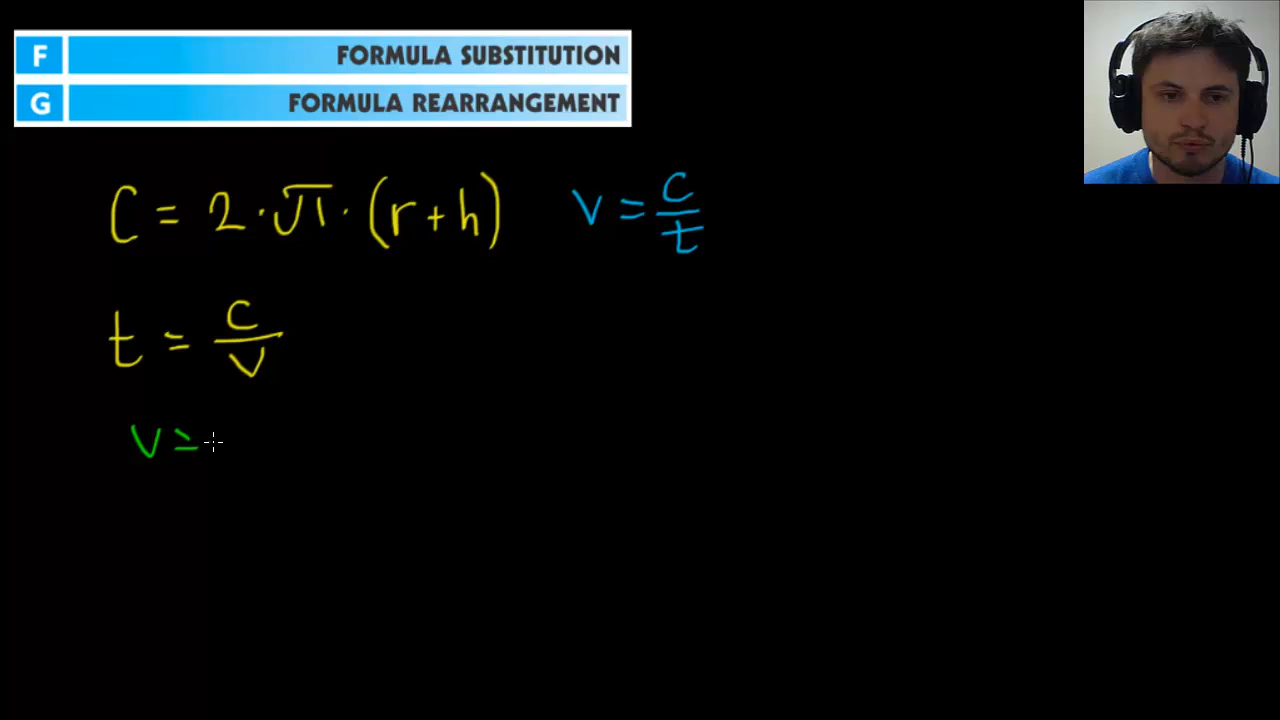 F FORMULA SUBSTITUTION
G FORMULA REARRANGEMENT
C = 2 · π · (r + h) v = c/t
t = c/v
v =